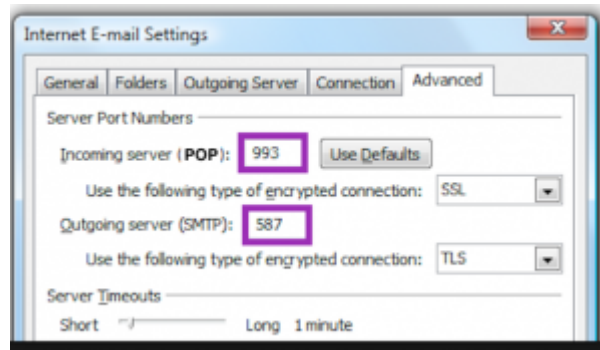 Internet E-mail Settings
General Folders Outgoing Server Connection Advanced
Server Port Numbers
Incoming server (POP): 993 Use Defaults
Use the following type of encrypted connection: SSL
Outgoing server (SMTP): 587
Use the following type of encrypted connection: TLS
Server Timeouts
Short Long 1 minute